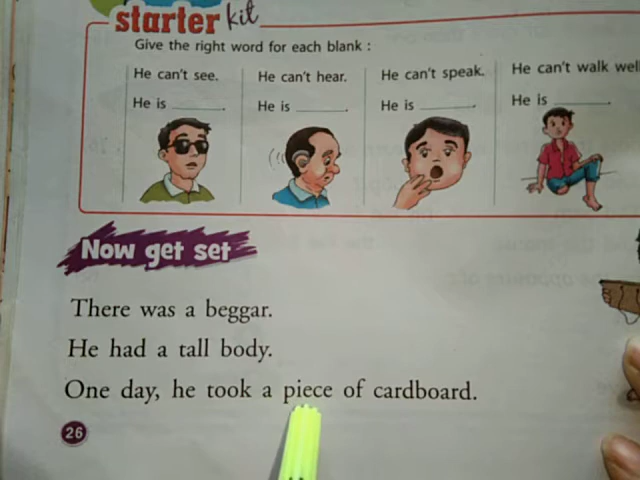 starter kit
Give the right word for each blank :
He can't see. He can't hear. He can't speak. He can't walk well
He is ______. He is ______. He is ______. He is ______.
Now get set
There was a beggar.
He had a tall body.
One day, he took a piece of cardboard.
26